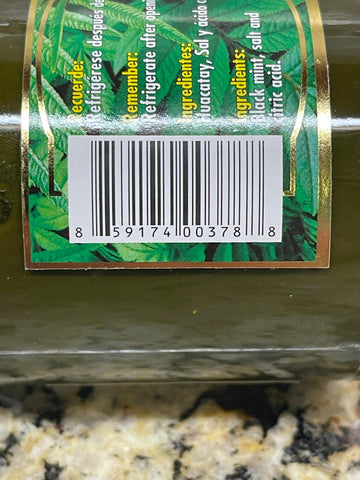 Recuerde:
Refrigérese después de
Remember:
Refrigerate after open
Ingredientes:
Huacatay, Sal y ácido c
Ingredients:
Black mint, salt and
citric acid.
8 59174 00378 8